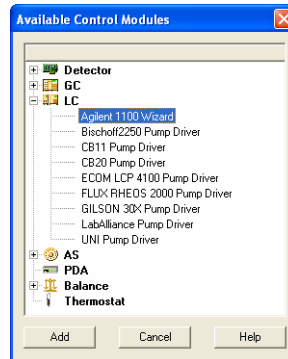 Available Control Modules
Detector
GC
LC
Agilent 1100 Wizard
Bischoff2250 Pump Driver
CB11 Pump Driver
CB20 Pump Driver
ECOM LCP 4100 Pump Driver
FLUX RHEOS 2000 Pump Driver
GILSON 30X Pump Driver
LabAlliance Pump Driver
UNI Pump Driver
AS
PDA
Balance
Thermostat
Add Cancel Help